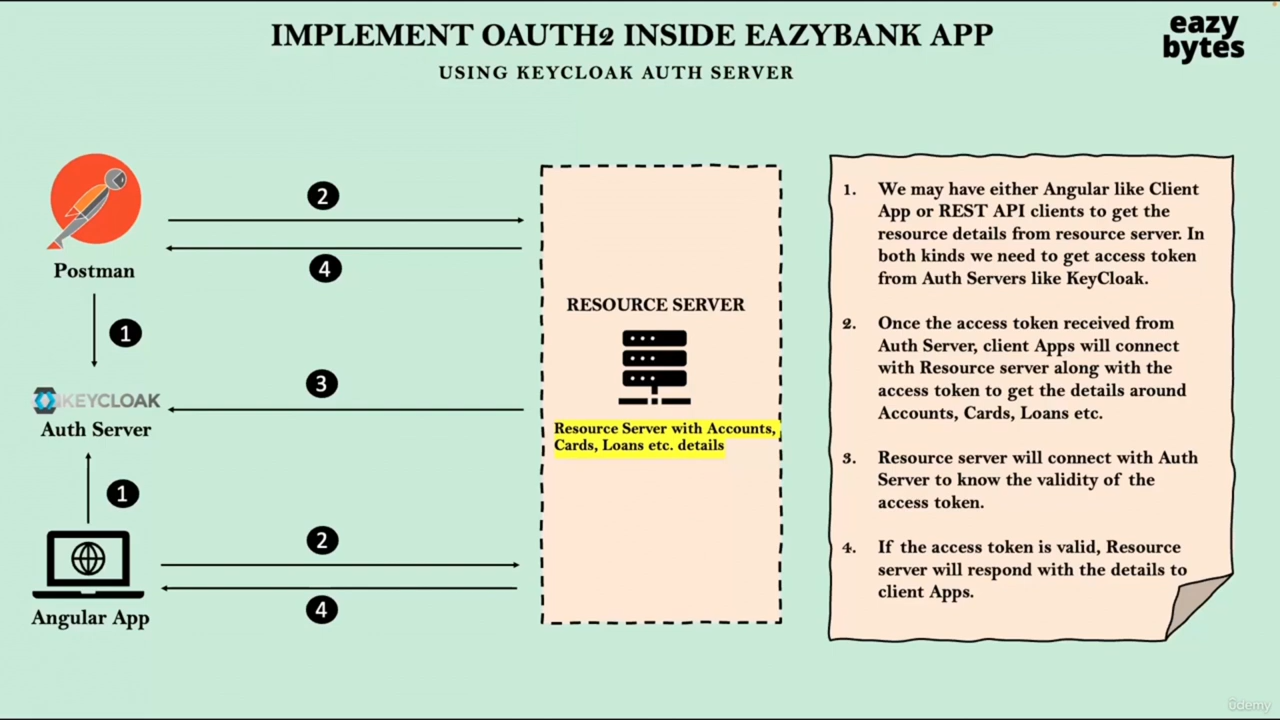 IMPLEMENT OAUTH2 INSIDE EAZYBANK APP
USING KEYCLOAK AUTH SERVER
eazy
bytes
Postman
2
4
1
KEYCLOAK
Auth Server
3
1
Angular App
2
4
RESOURCE SERVER
Resource Server with Accounts,
Cards, Loans etc. details
1. We may have either Angular like Client
App or REST API clients to get the
resource details from resource server. In
both kinds we need to get access token
from Auth Servers like KeyCloak.
2. Once the access token received from
Auth Server, client Apps will connect
with Resource server along with the
access token to get the details around
Accounts, Cards, Loans etc.
3. Resource server will connect with Auth
Server to know the validity of the
access token.
4. If the access token is valid, Resource
server will respond with the details to
client Apps.
ûdemy